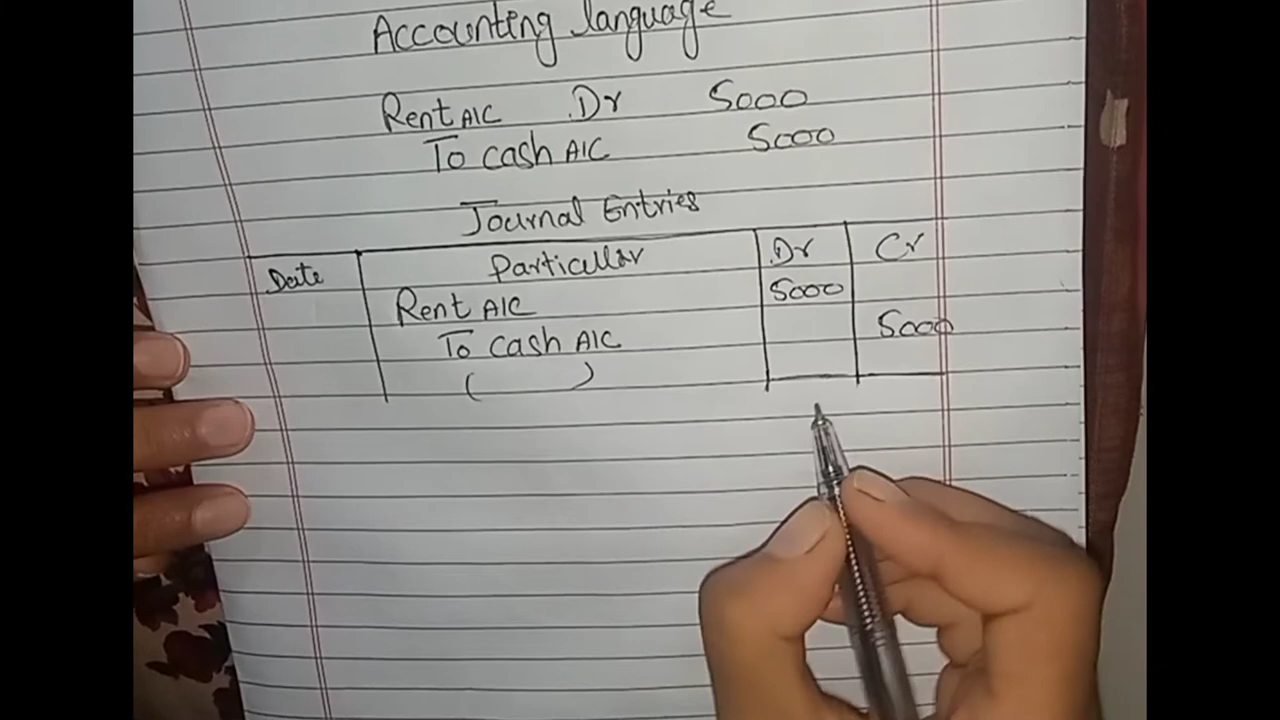 Accounting language
Rent A/C Dr 5000
To cash A/C 5000
Journal Entries
Date Particular Dr Cr
Rent A/C 5000
To cash A/C 5000
( )